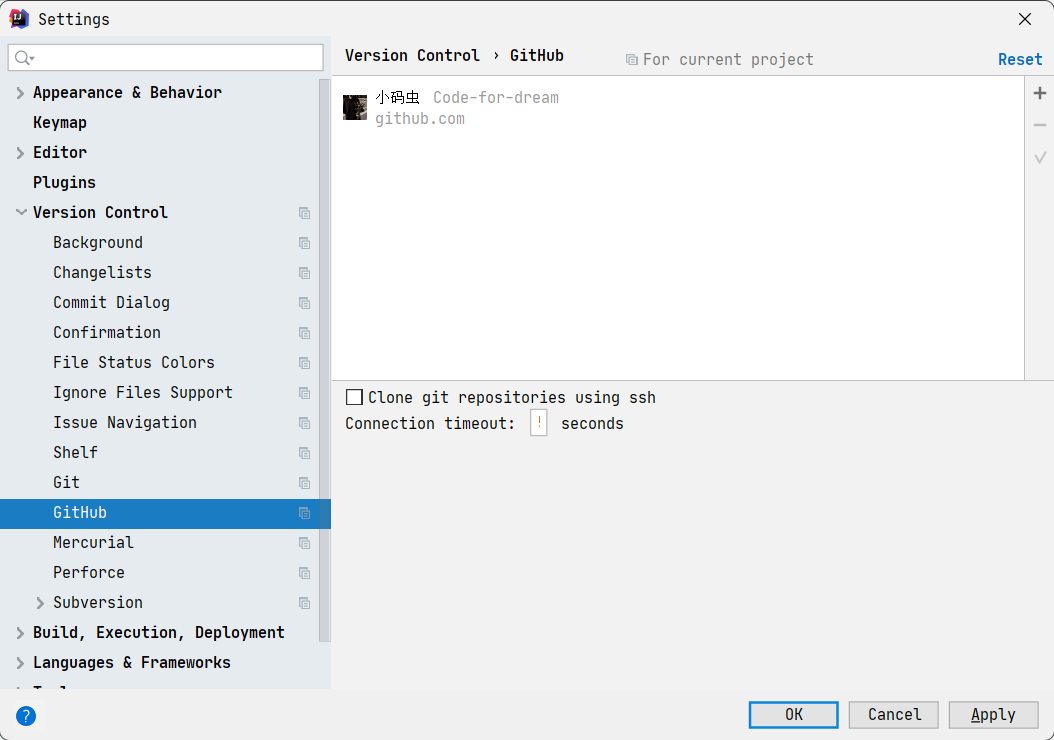 Settings
Appearance & Behavior
Keymap
Editor
Plugins
Version Control
Background
Changelists
Commit Dialog
Confirmation
File Status Colors
Ignore Files Support
Issue Navigation
Shelf
Git
GitHub
Mercurial
Perforce
Subversion
Build, Execution, Deployment
Languages & Frameworks
Version Control › GitHub
For current project
Reset
小码虫 Code-for-dream
github.com
Clone git repositories using ssh
Connection timeout: seconds
?
OK
Cancel
Apply